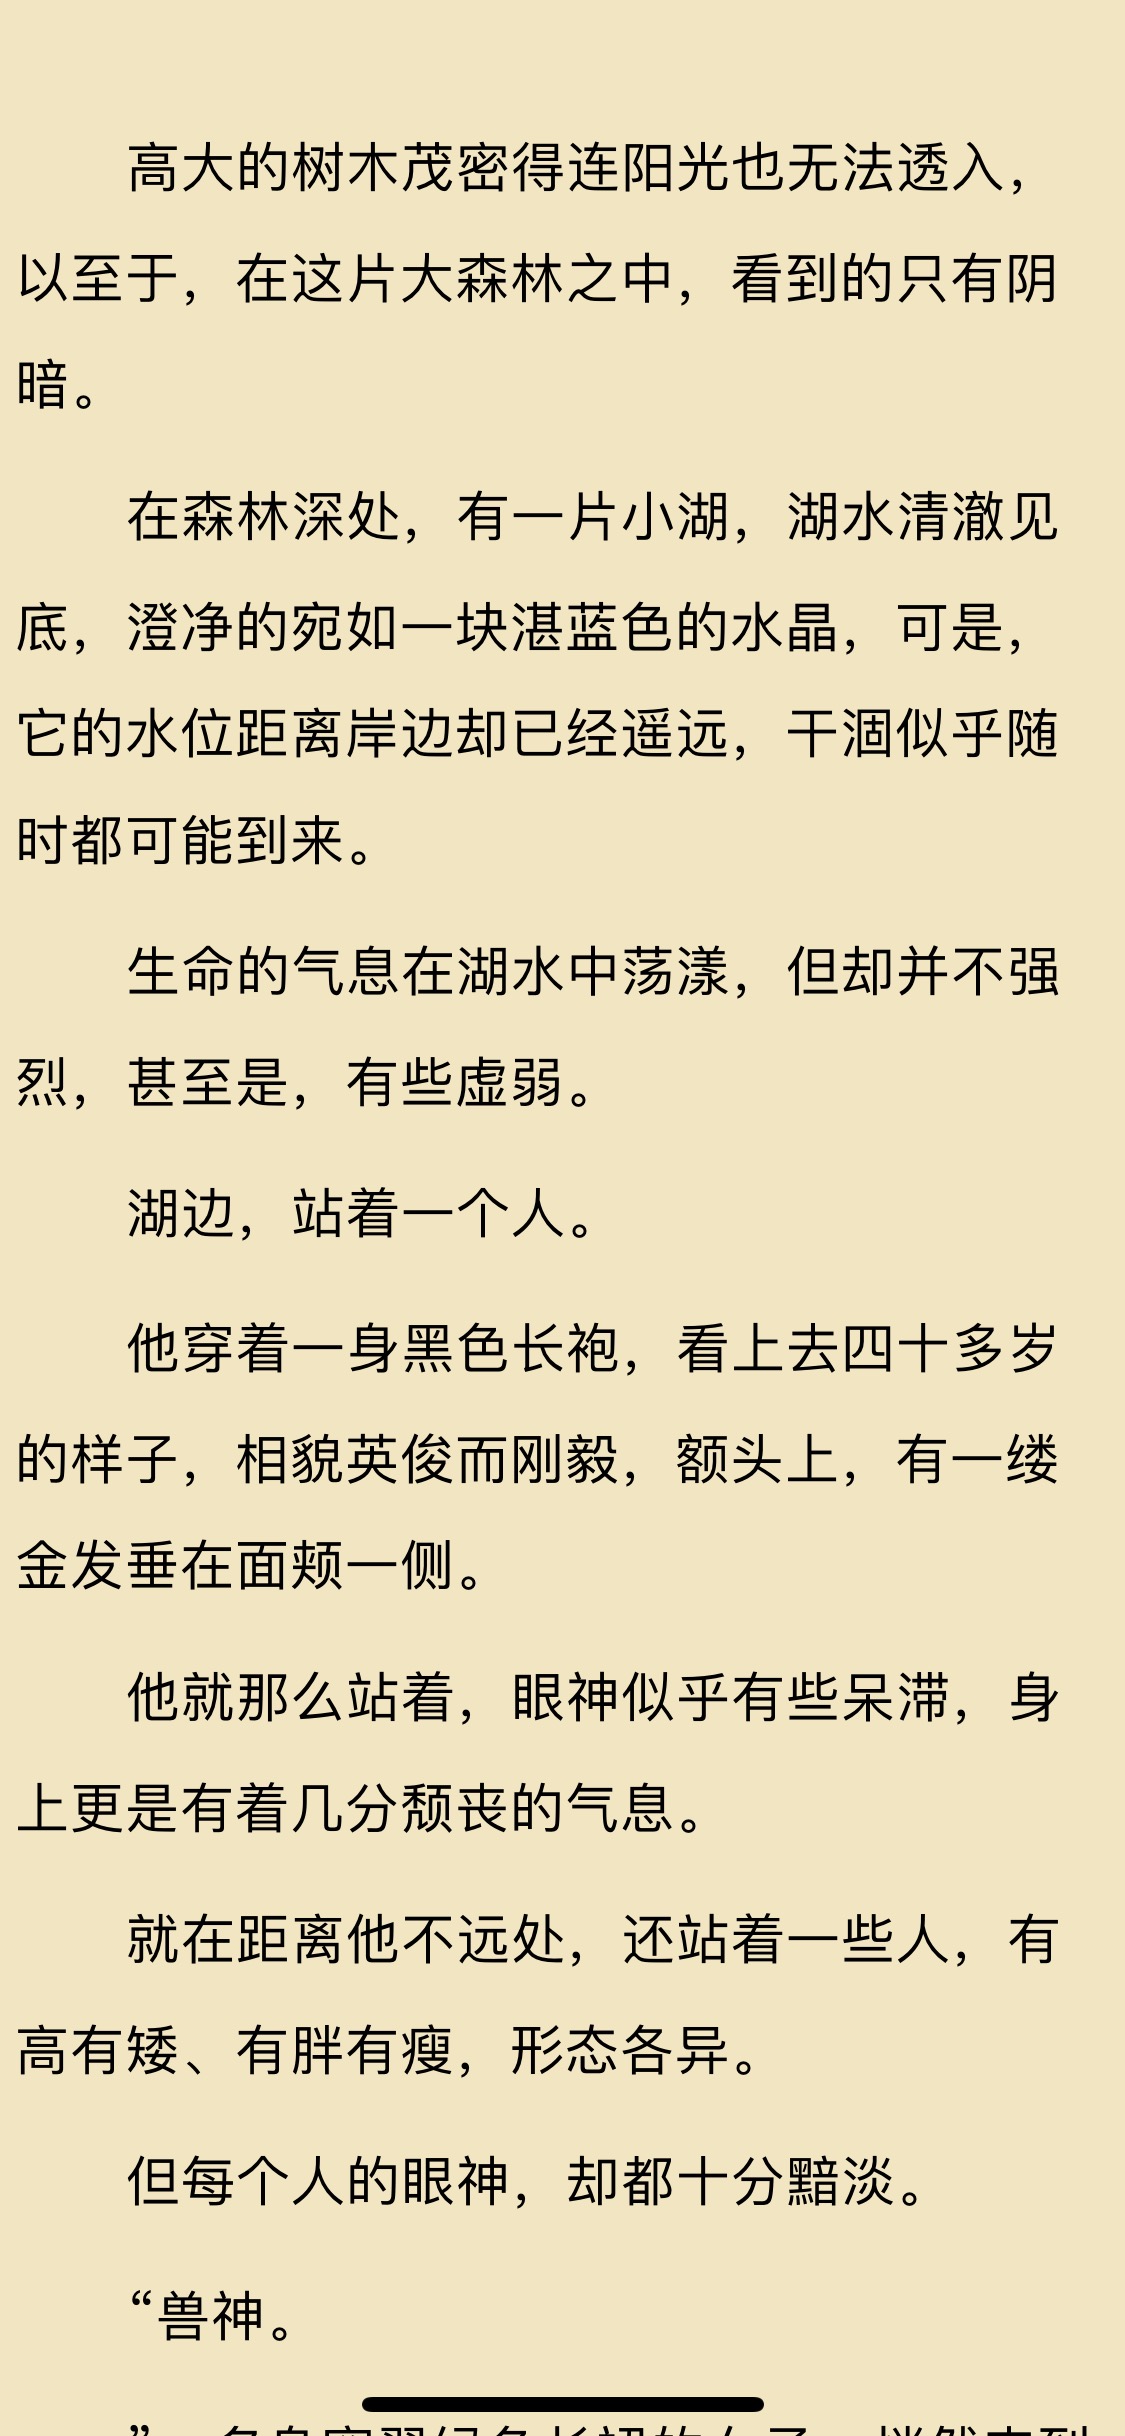 高大的树木茂密得连阳光也无法透入，
以至于，在这片大森林之中，看到的只有阴
暗。
在森林深处，有一片小湖，湖水清澈见
底，澄净的宛如一块湛蓝色的水晶，可是，
它的水位距离岸边却已经遥远，干涸似乎随
时都可能到来。
生命的气息在湖水中荡漾，但却并不强
烈，甚至是，有些虚弱。
湖边，站着一个人。
他穿着一身黑色长袍，看上去四十多岁
的样子，相貌英俊而刚毅，额头上，有一缕
金发垂在面颊一侧。
他就那么站着，眼神似乎有些呆滞，身
上更是有着几分颓丧的气息。
就在距离他不远处，还站着一些人，有
高有矮、有胖有瘦，形态各异。
但每个人的眼神，却都十分黯淡。
“兽神。